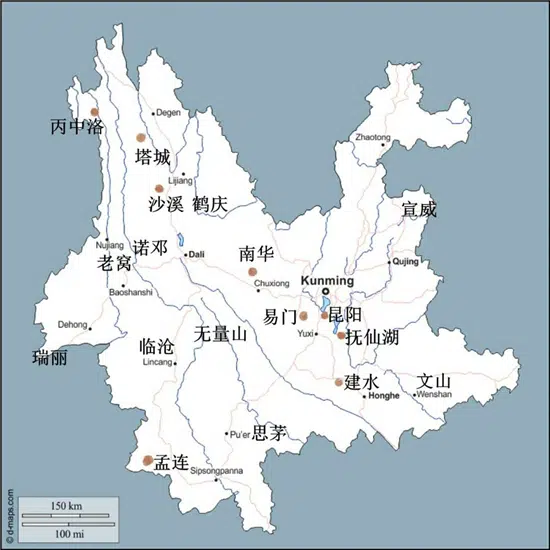 Degen
丙中洛
Zhaotong
塔城
Lijiang
沙溪 鹤庆
宣威
Nujiang
诺邓
Dali
老窝
南华
Qujing
Baoshanshi
Chuxiong
Kunming
Dehong
无量山
易门
昆阳
瑞丽
临沧
Yuxi
抚仙湖
Lincang
建水
文山
Honghe
Wenshan
Pu'er
思茅
孟连
Sipsongpanna
150 km
100 mi
© d-maps.com